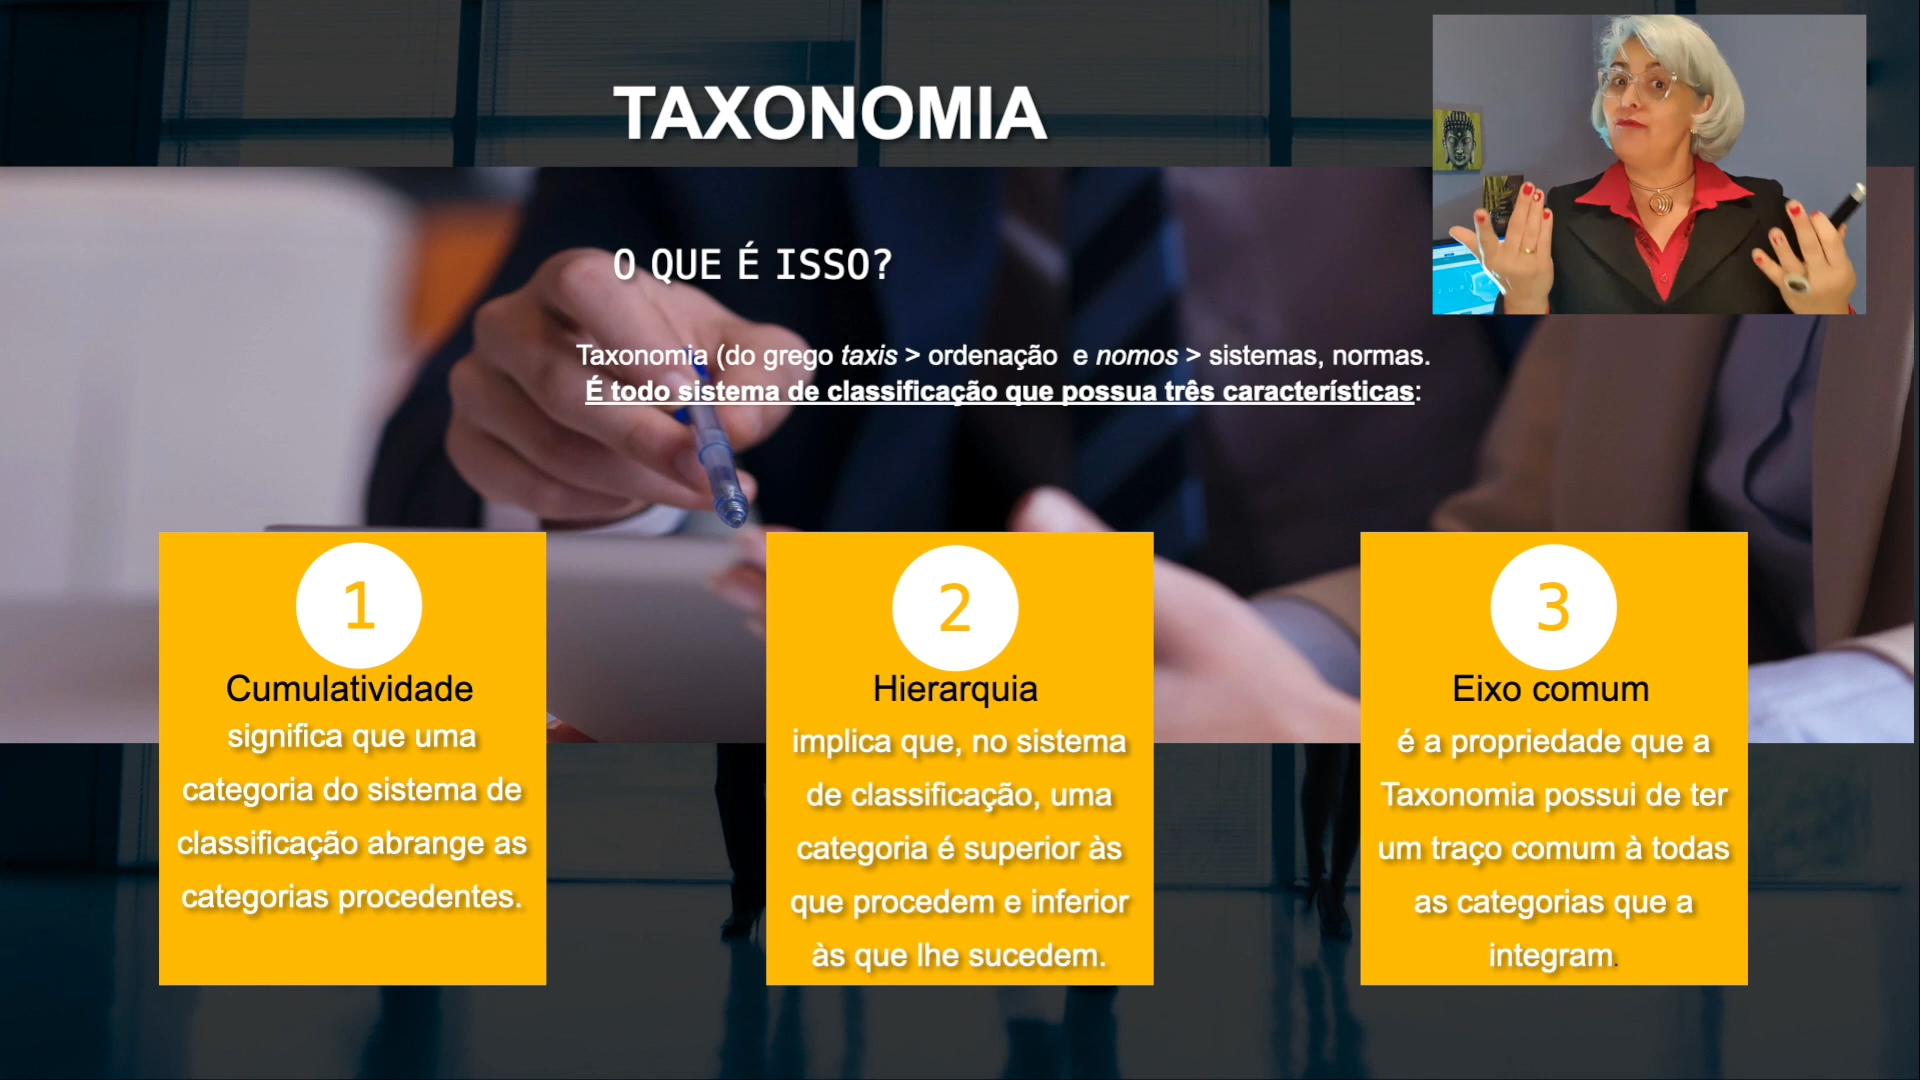 TAXONOMIA
O QUE É ISSO?
Taxonomia (do grego taxis > ordenação e nomos > sistemas, normas.
É todo sistema de classificação que possua três características:
1
Cumulatividade
significa que uma
categoria do sistema de
classificação abrange as
categorias procedentes.
2
Hierarquia
implica que, no sistema
de classificação, uma
categoria é superior às
que procedem e inferior
às que lhe sucedem.
3
Eixo comum
é a propriedade que a
Taxonomia possui de ter
um traço comum à todas
as categorias que a
integram.